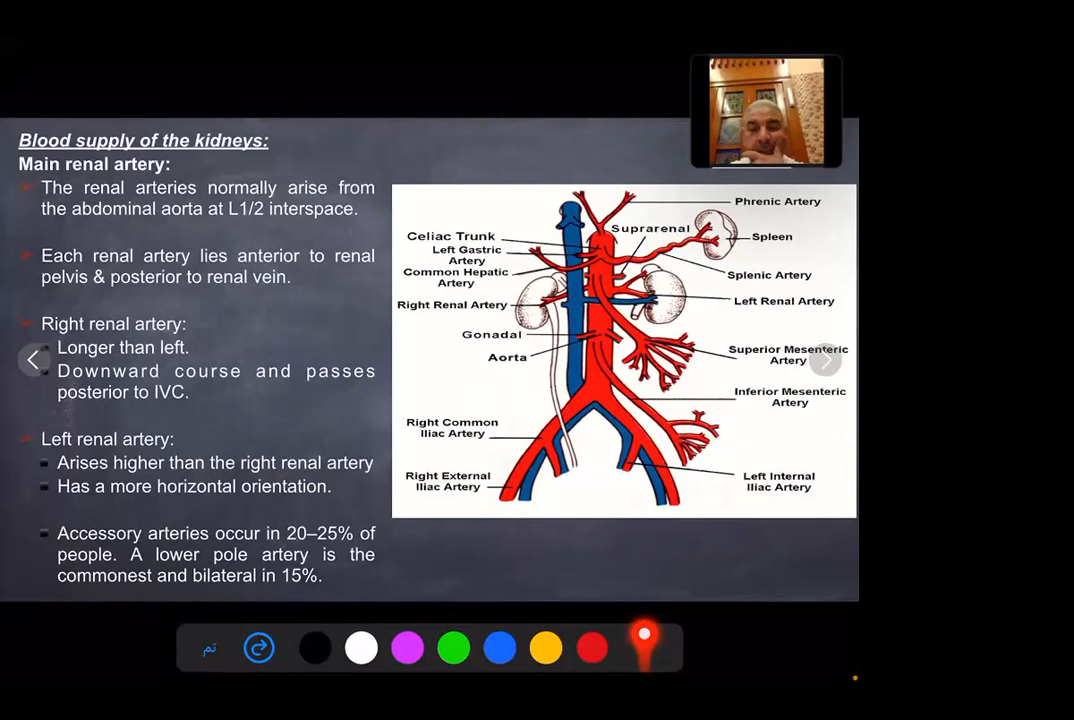 Blood supply of the kidneys:
Main renal artery:
The renal arteries normally arise from
the abdominal aorta at L1/2 interspace.
Each renal artery lies anterior to renal
pelvis & posterior to renal vein.
Right renal artery:
Longer than left.
Downward course and passes
posterior to IVC.
Left renal artery:
Arises higher than the right renal artery
Has a more horizontal orientation.
Accessory arteries occur in 20–25% of
people. A lower pole artery is the
commonest and bilateral in 15%.
Phrenic Artery
Suprarenal
Celiac Trunk
Spleen
Left Gastric
Artery
Common Hepatic
Artery
Splenic Artery
Right Renal Artery
Left Renal Artery
Gonadal
Aorta
Superior Mesenteric
Artery
Inferior Mesenteric
Artery
Right Common
Iliac Artery
Right External
Iliac Artery
Left Internal
Iliac Artery
تم